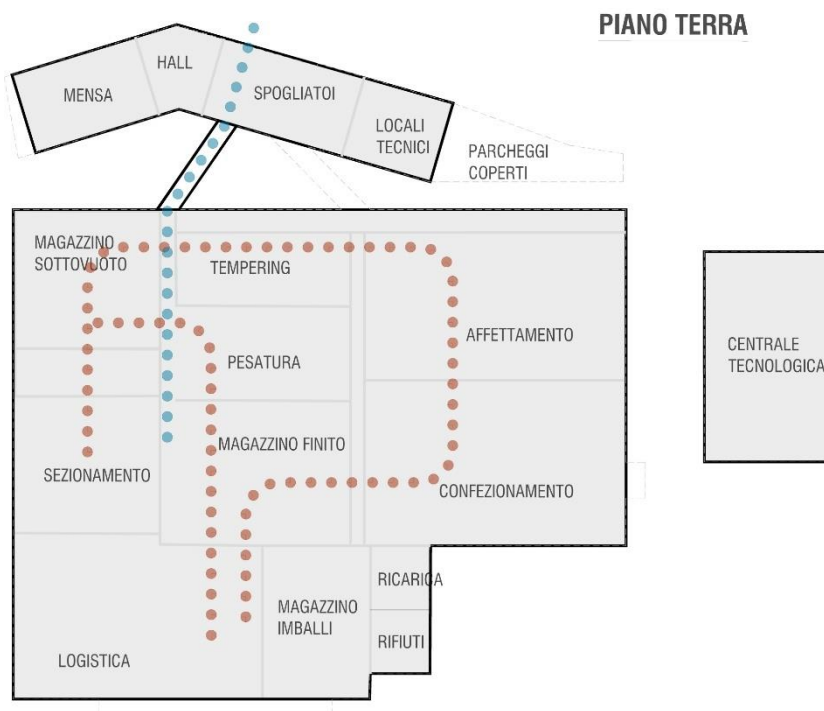 PIANO TERRA
HALL
MENSA
SPOGLIATOI
LOCALI
TECNICI
PARCHEGGI
COPERTI
MAGAZZINO
SOTTOVUOTO
TEMPERING
AFFETTAMENTO
CENTRALE
TECNOLOGICA
PESATURA
MAGAZZINO FINITO
SEZIONAMENTO
CONFEZIONAMENTO
RICARICA
MAGAZZINO
IMBALLI
RIFIUTI
LOGISTICA